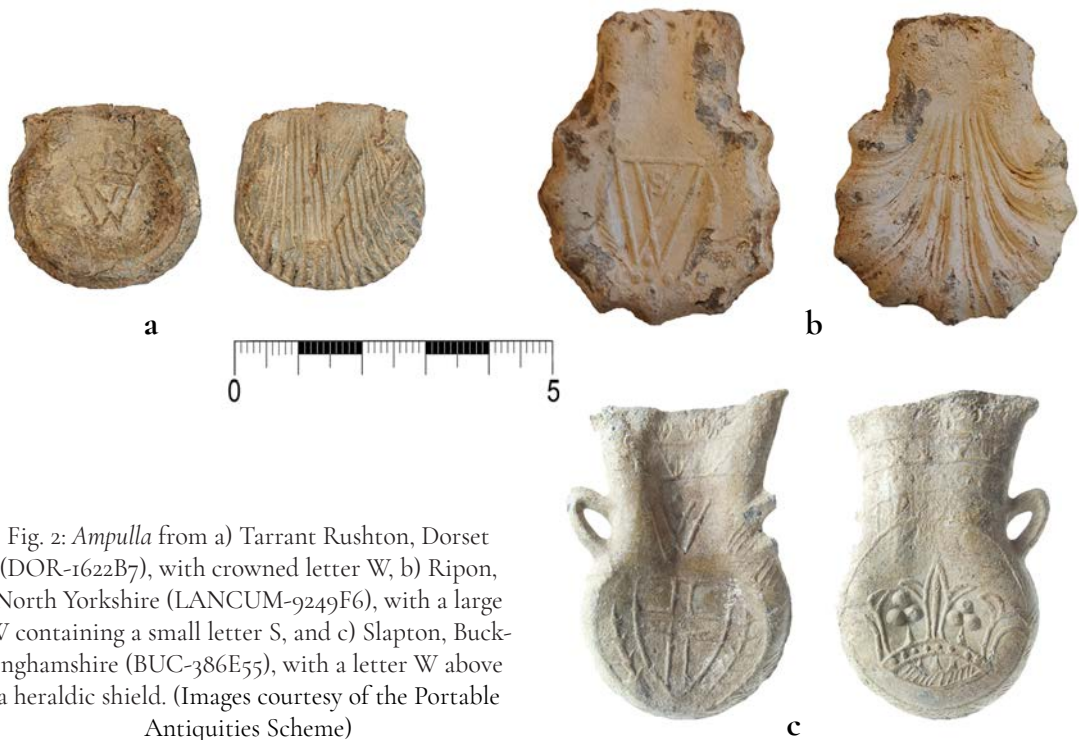 W
S
W
a
b
0 5
W
c
Fig. 2: Ampulla from a) Tarrant Rushton, Dorset
(DOR-1622B7), with crowned letter W, b) Ripon,
North Yorkshire (LANCUM-9249F6), with a large
W containing a small letter S, and c) Slapton, Buck-
inghamshire (BUC-386E55), with a letter W above
a heraldic shield. (Images courtesy of the Portable
Antiquities Scheme)